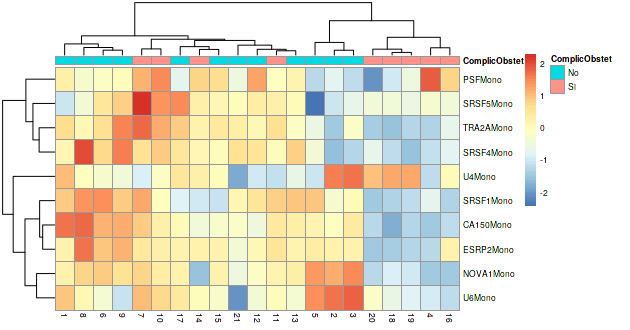 ComplicObstet
PSFMono
SRSF5Mono
TRA2AMono
SRSF4Mono
U4Mono
SRSF1Mono
CA150Mono
ESRP2Mono
NOVA1Mono
U6Mono
1 8 6 9 7 10 17 14 15 21 12 11 13 5 2 3 20 18 19 4 16
2
1
0
-1
-2
ComplicObstet
No
SI